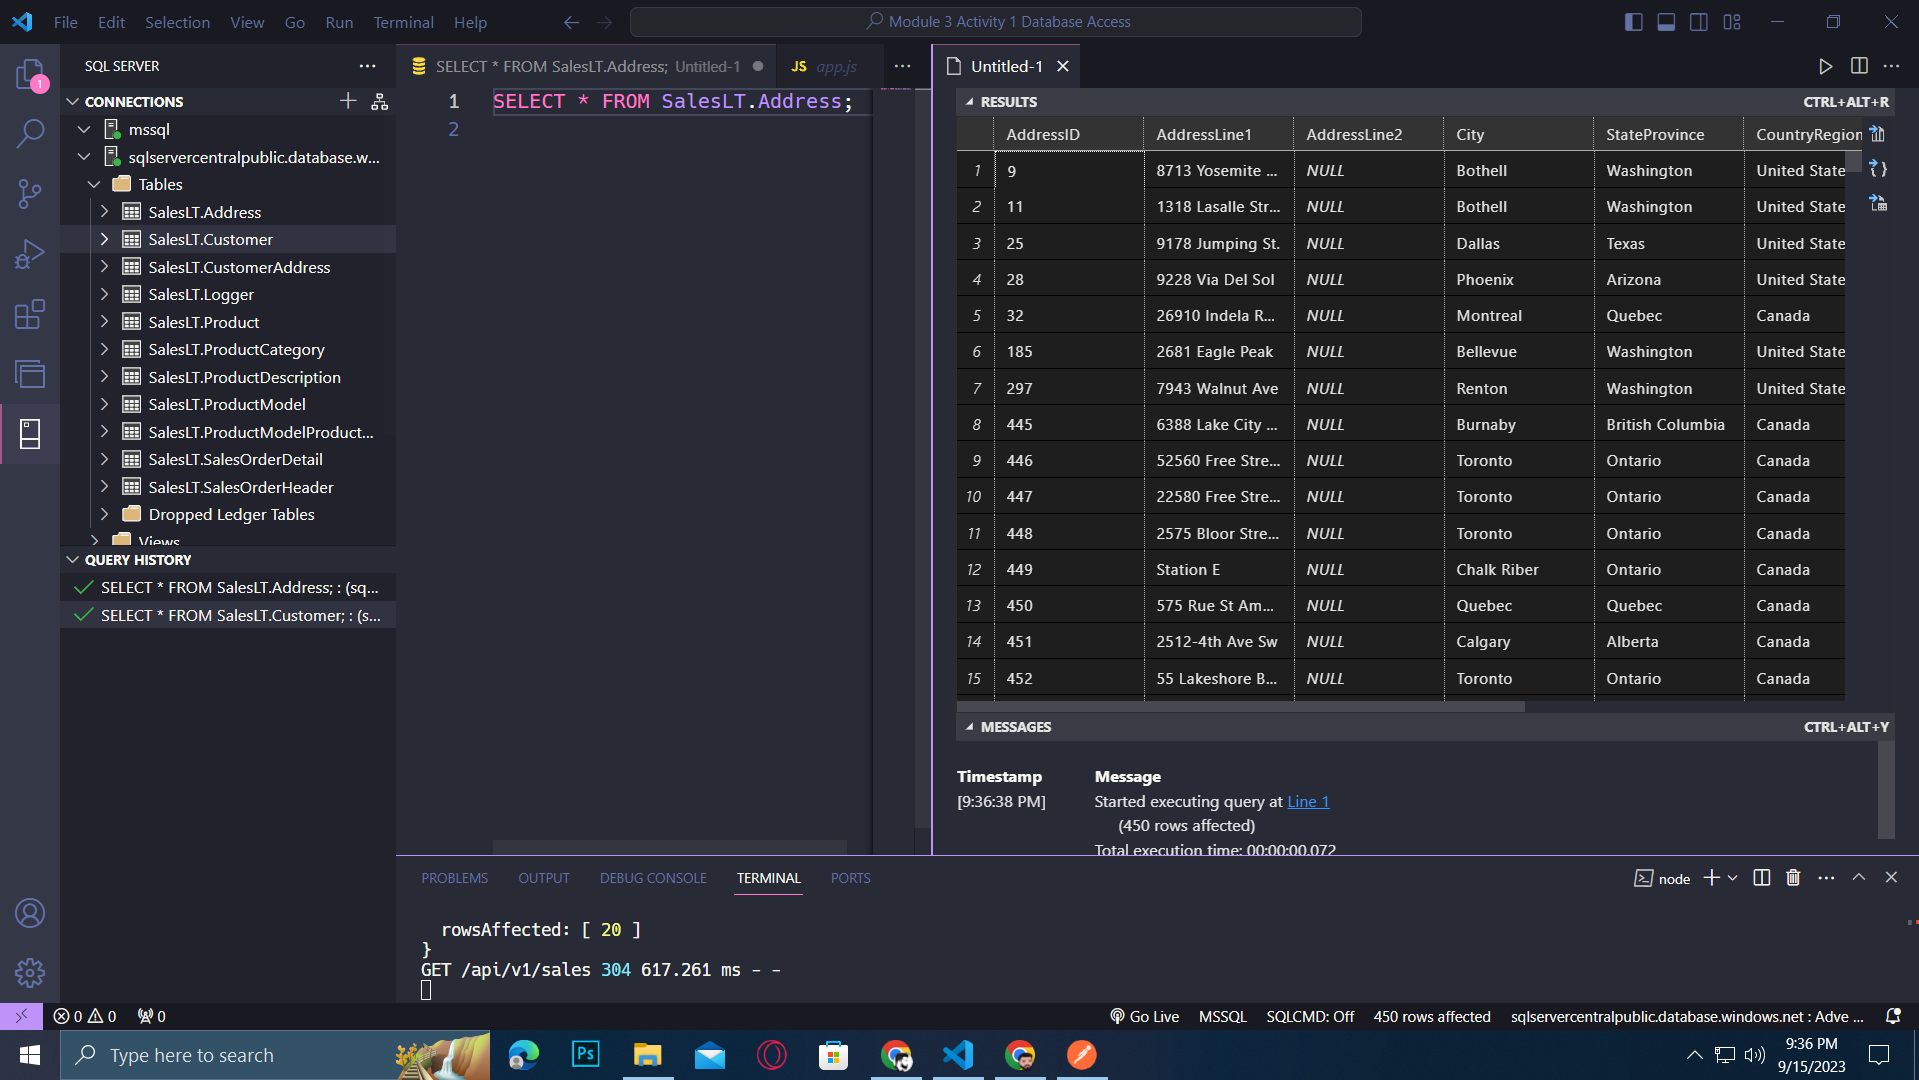 File Edit Selection View Go Run Terminal Help
Module 3 Activity 1 Database Access
1
SQL SERVER
CONNECTIONS
mssql
sqlservercentralpublic.database.w...
Tables
SalesLT.Address
SalesLT.Customer
SalesLT.CustomerAddress
SalesLT.Logger
SalesLT.Product
SalesLT.ProductCategory
SalesLT.ProductDescription
SalesLT.ProductModel
SalesLT.ProductModelProduct...
SalesLT.SalesOrderDetail
SalesLT.SalesOrderHeader
Dropped Ledger Tables
Views
QUERY HISTORY
SELECT * FROM SalesLT.Address; : (sq...
SELECT * FROM SalesLT.Customer; : (s...
SELECT * FROM SalesLT.Address; Untitled-1
JS app.js
1 SELECT * FROM SalesLT.Address;
2
Untitled-1
RESULTS CTRL+ALT+R
AddressID AddressLine1 AddressLine2 City StateProvince CountryRegion
1 9 8713 Yosemite ... NULL Bothell Washington United State
2 11 1318 Lasalle Str... NULL Bothell Washington United State
3 25 9178 Jumping St. NULL Dallas Texas United State
4 28 9228 Via Del Sol NULL Phoenix Arizona United State
5 32 26910 Indela R... NULL Montreal Quebec Canada
6 185 2681 Eagle Peak NULL Bellevue Washington United State
7 297 7943 Walnut Ave NULL Renton Washington United State
8 445 6388 Lake City ... NULL Burnaby British Columbia Canada
9 446 52560 Free Stre... NULL Toronto Ontario Canada
10 447 22580 Free Stre... NULL Toronto Ontario Canada
11 448 2575 Bloor Stre... NULL Toronto Ontario Canada
12 449 Station E NULL Chalk Riber Ontario Canada
13 450 575 Rue St Am... NULL Quebec Quebec Canada
14 451 2512-4th Ave Sw NULL Calgary Alberta Canada
15 452 55 Lakeshore B... NULL Toronto Ontario Canada
MESSAGES CTRL+ALT+Y
Timestamp Message
[9:36:38 PM] Started executing query at Line 1
(450 rows affected)
Total execution time: 00:00:00.072
PROBLEMS OUTPUT DEBUG CONSOLE TERMINAL PORTS
node
rowsAffected: [ 20 ]
}
GET /api/v1/sales 304 617.261 ms - -
0 0 0
Go Live MSSQL SQLCMD: Off 450 rows affected sqlservercentralpublic.database.windows.net : Adve ...
Type here to search
Ps
9:36 PM
9/15/2023